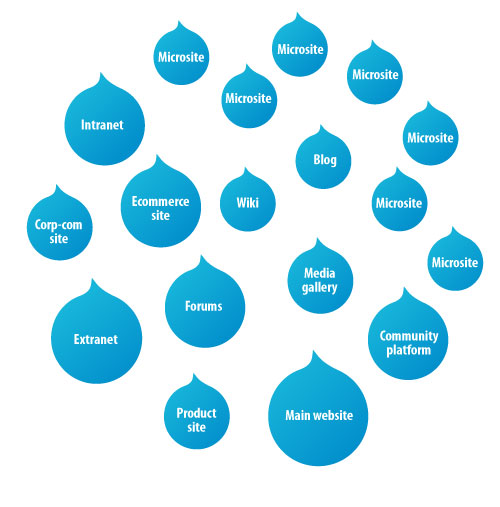 Microsite
Microsite
Microsite
Microsite
Intranet
Microsite
Blog
Ecommerce
site
Wiki
Microsite
Corp-com
site
Microsite
Media
gallery
Forums
Extranet
Community
platform
Product
site
Main website